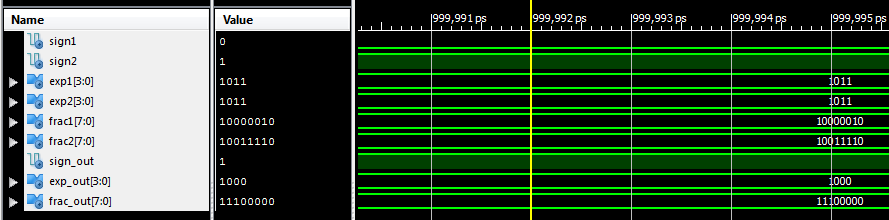 Name Value 999,991 ps 999,992 ps 999,993 ps 999,994 ps 999,995 ps
sign1 0
sign2 1
exp1[3:0] 1011 1011
exp2[3:0] 1011 1011
frac1[7:0] 10000010 10000010
frac2[7:0] 10011110 10011110
sign_out 1
exp_out[3:0] 1000 1000
frac_out[7:0] 11100000 11100000